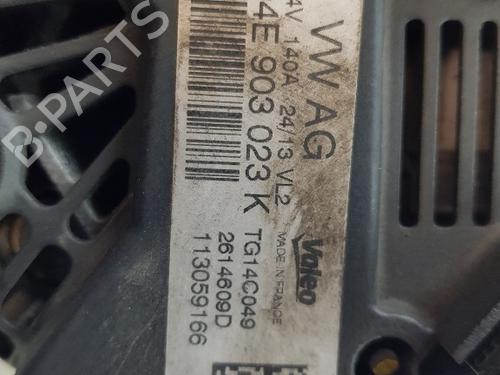 VW AG
4V 140A 24/13 VL2
4E 903 023 K
Valeo
MADE IN FRANCE
TG14C049
2614609D
113059166
B-PARTS